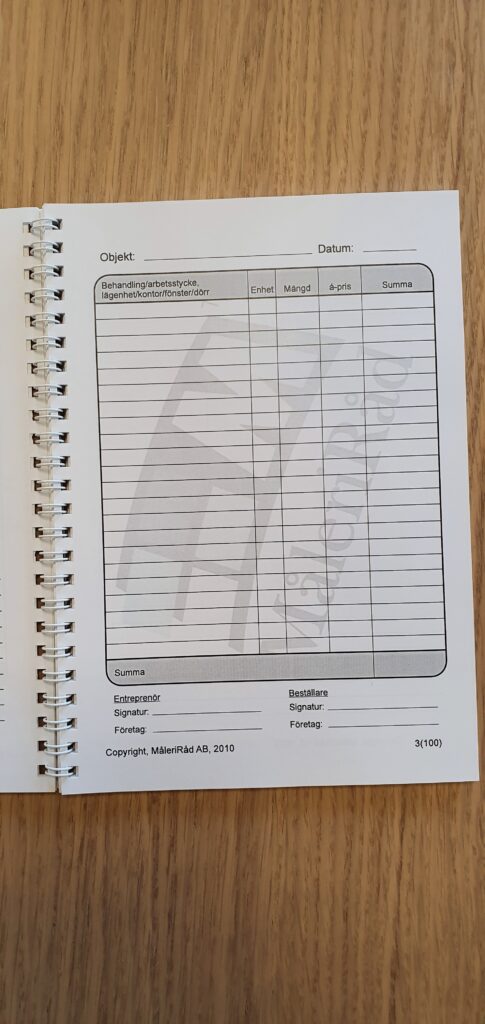 Objekt: Datum:
Behandling/arbetsstycke,
lägenhet/kontor/fönster/dörr Enhet Mängd á-pris Summa
MåleriRåd
Summa
Entreprenör Beställare
Signatur: Signatur:
Företag: Företag:
Copyright, MåleriRåd AB, 2010 3(100)